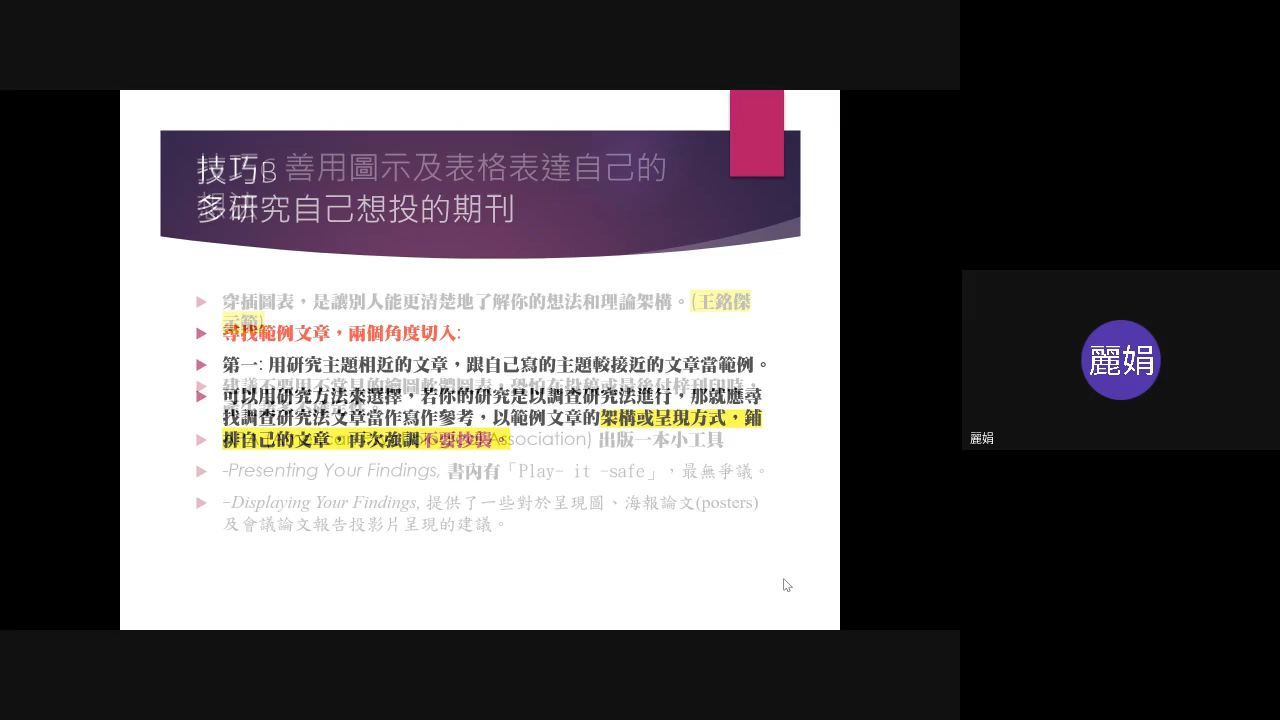 技巧B
善用圖示及表格表達自己的
多研究自己想投的期刊
穿插圖表，是讓別人能更清楚地了解你的想法和理論架構。(王銘傑
示範)
尋找範例文章，兩個角度切入:
第一: 用研究主題相近的文章，跟自己寫的主題較接近的文章當範例。
可以用研究方法來選擇，若你的研究是以調查研究法進行，那就應尋
找調查研究法文章當作寫作參考，以範例文章的架構或呈現方式，鋪
排自己的文章，再次強調不要抄襲。
Association) 出版一本小工具
-Presenting Your Findings, 書內有「Play- it -safe」，最無爭議。
-Displaying Your Findings, 提供了一些對於呈現圖、海報論文(posters)
及會議論文報告投影片呈現的建議。
麗娟
麗娟